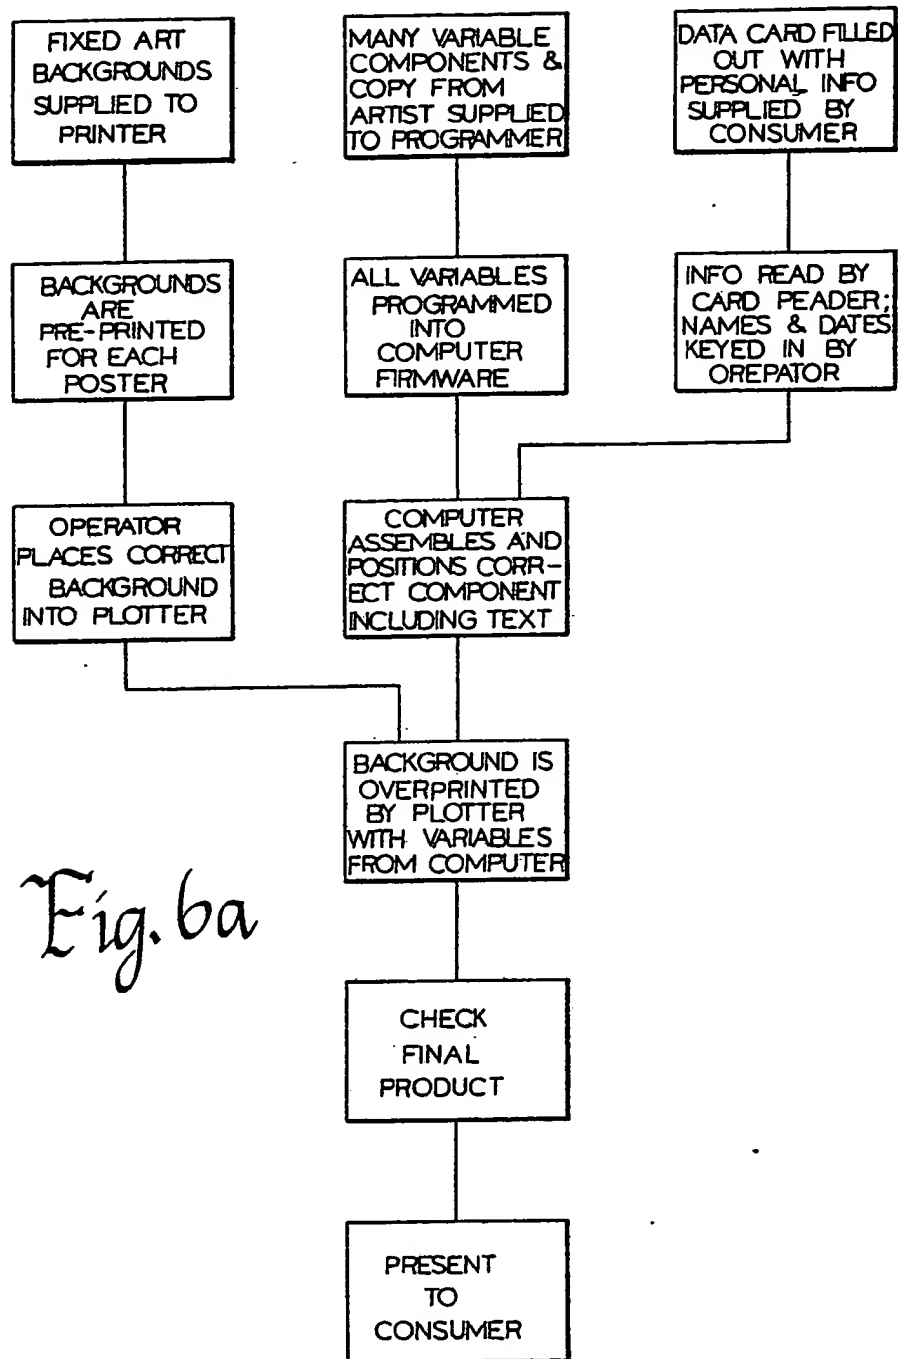 FIXED ART
BACKGROUNDS
SUPPLIED TO
PRINTER
MANY VARIABLE
COMPONENTS &
COPY FROM
ARTIST SUPPLIED
TO PROGRAMMER
DATA CARD FILLED
OUT WITH
PERSONAL INFO
SUPPLIED BY
CONSUMER
BACKGROUNDS
ARE
PRE-PRINTED
FOR EACH
POSTER
ALL VARIABLES
PROGRAMMED
INTO
COMPUTER
FIRMWARE
INFO READ BY
CARD PEADER;
NAMES & DATES
KEYED IN BY
OREPATOR
OPERATOR
PLACES CORRECT
BACKGROUND
INTO PLOTTER
COMPUTER
ASSEMBLES AND
POSITIONS CORR-
ECT COMPONENT
INCLUDING TEXT
BACKGROUND IS
OVERPRINTED
BY PLOTTER
WITH VARIABLES
FROM COMPUTER
Fig. 6a
CHECK
FINAL
PRODUCT
PRESENT
TO
CONSUMER